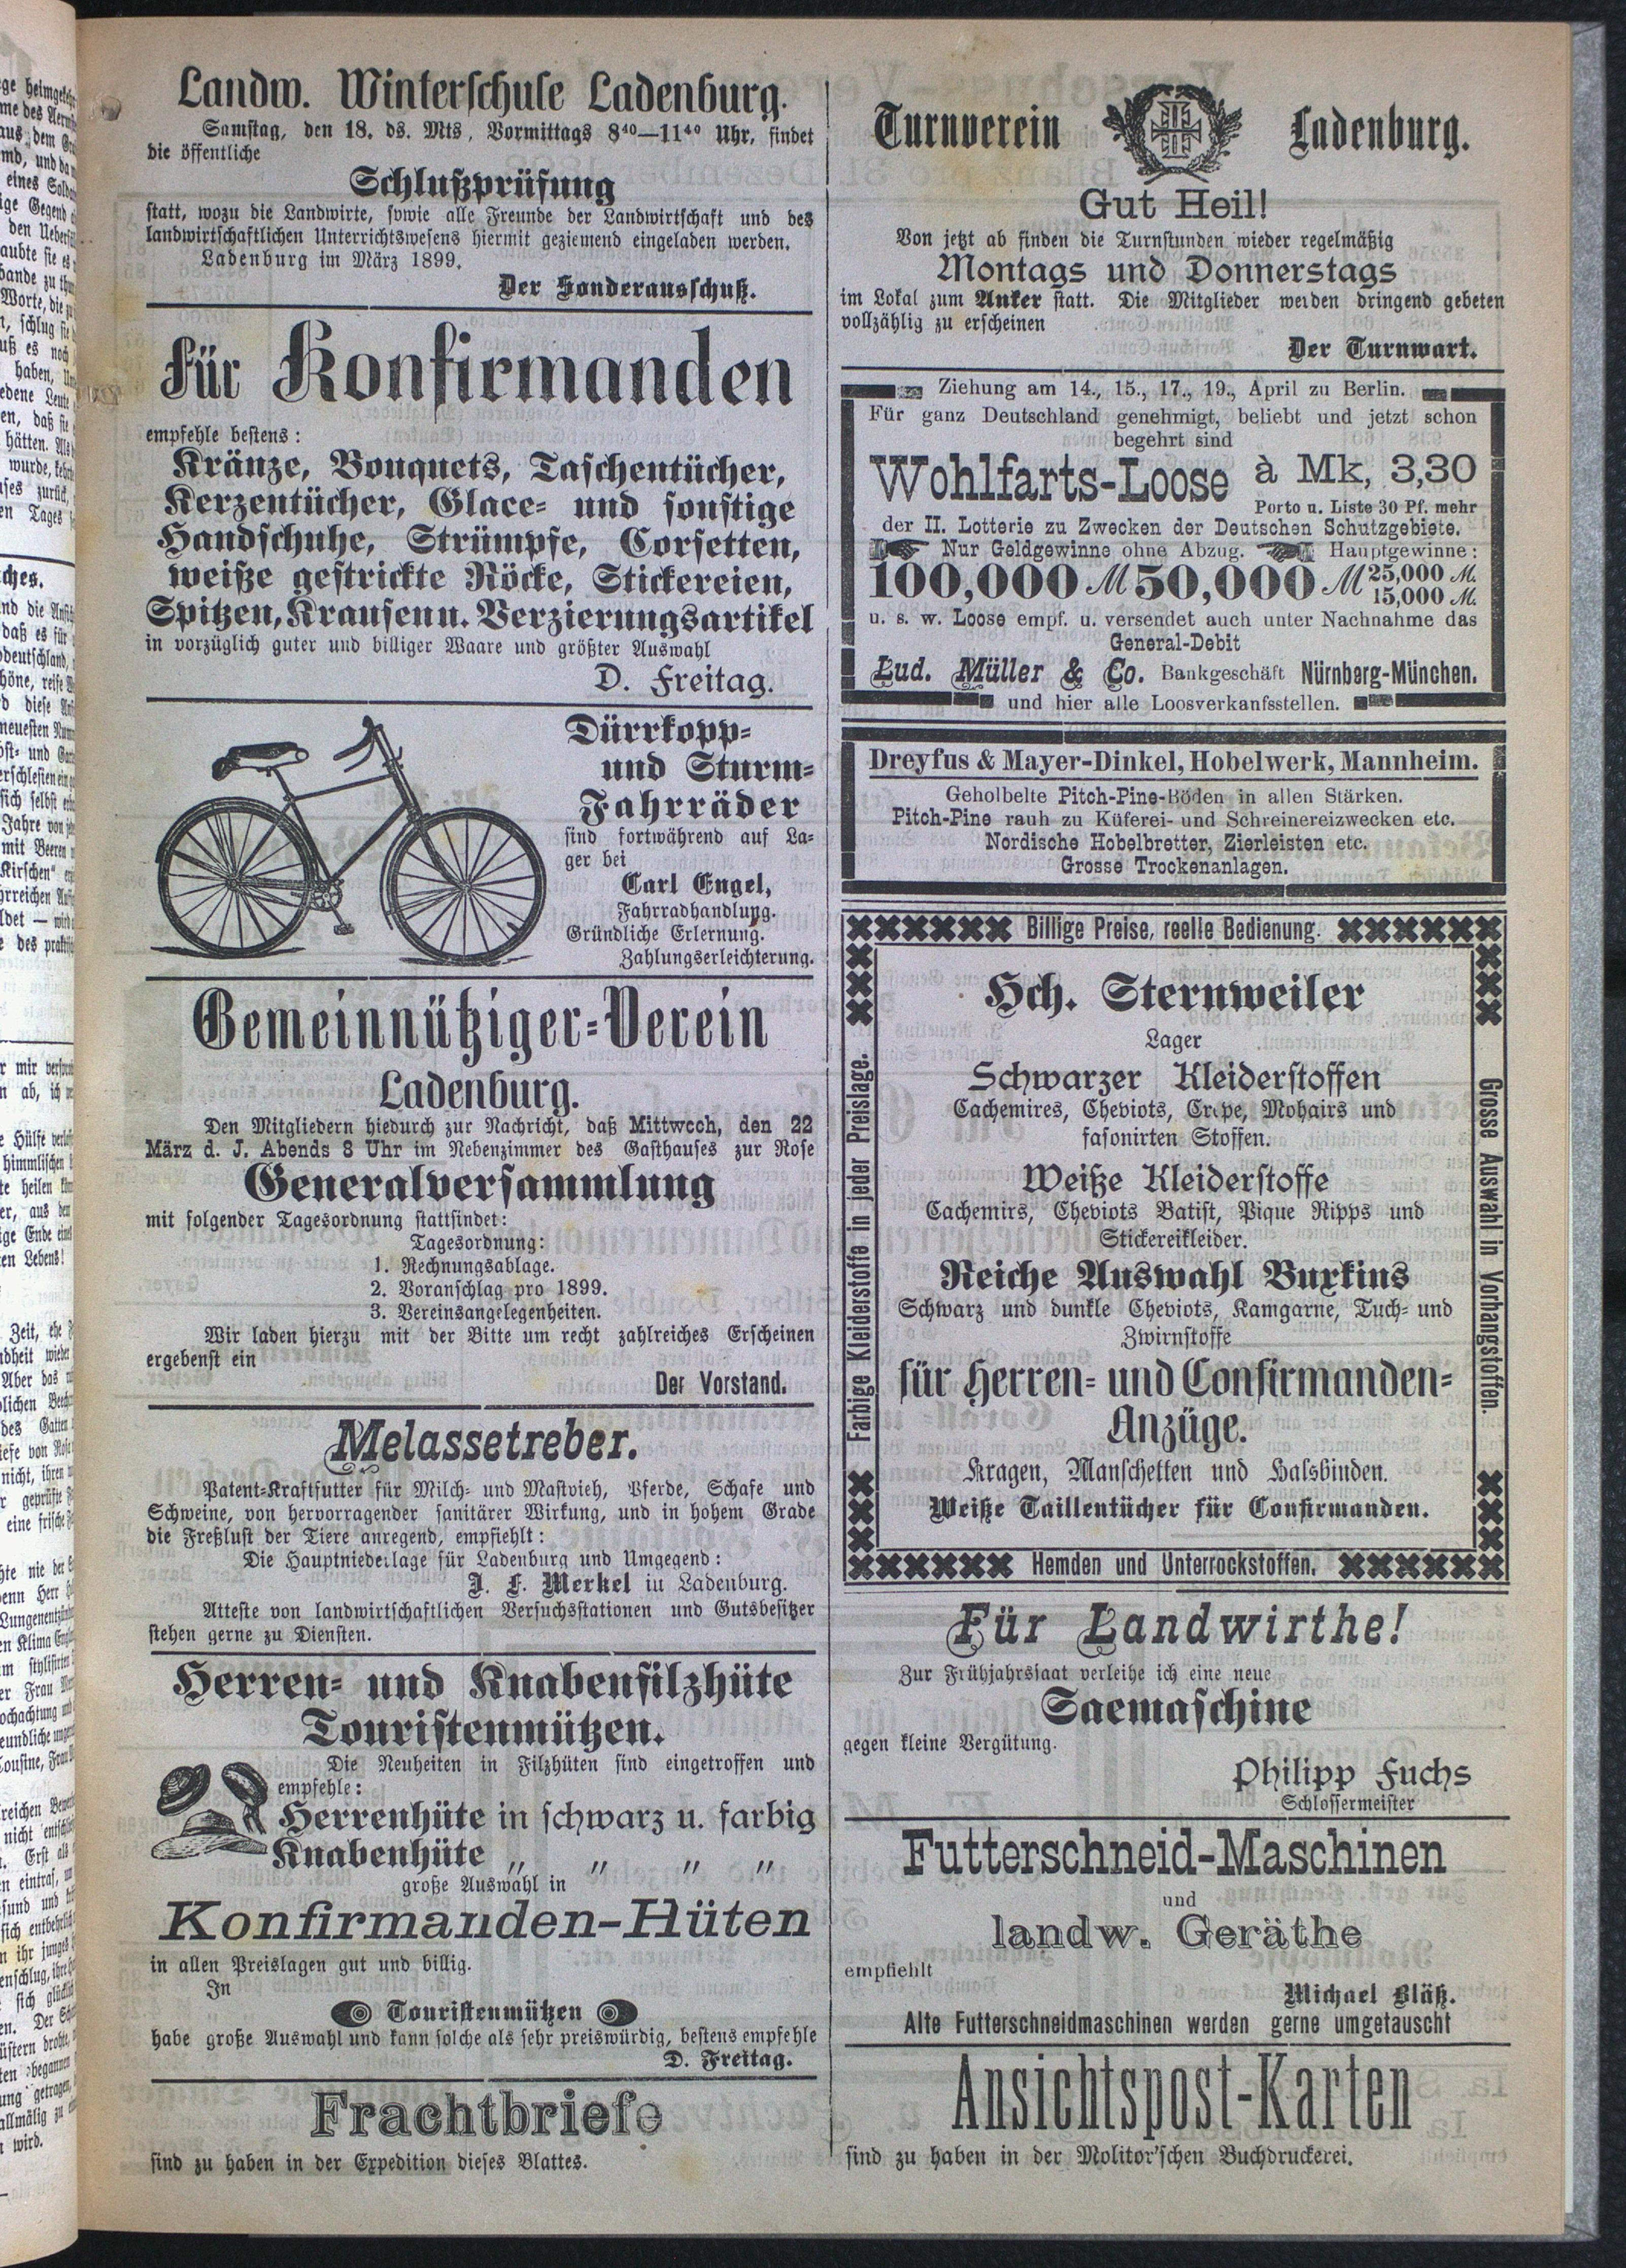 Landw. Winterschule Ladenburg.
Samstag, den 18. ds. Mts, Vormittags 8⁴⁰—11⁴⁰ Uhr, findet
die öffentliche
Schlußprüfung
statt, wozu die Landwirte, sowie alle Freunde der Landwirtschaft und des
landwirtschaftlichen Unterrichtswesens hiermit geziemend eingeladen werden.
Ladenburg im März 1899.
Der Sonderausschuß.
Für Konfirmanden
empfehle bestens:
Kränze, Bouquets, Taschentücher,
Kerzentücher, Glace- und sonstige
Handschuhe, Strümpfe, Corsetten,
weiße gestrickte Röcke, Stickereien,
Spitzen, Krausen u. Verzierungsartikel
in vorzüglich guter und billiger Waare und größter Auswahl
D. Freitag.
Dürrkopp-
und Sturm-
Fahrräder
sind fortwährend auf La-
ger bei
Carl Engel,
Fahrradhandlung.
Gründliche Erlernung.
Zahlungserleichterung.
Gemeinnütziger-Verein
Ladenburg.
Den Mitgliedern hiedurch zur Nachricht, daß Mittwoch, den 22
März d. J. Abends 8 Uhr im Nebenzimmer des Gasthauses zur Rose
Generalversammlung
mit folgender Tagesordnung stattfindet:
Tagesordnung:
1. Rechnungsablage.
2. Voranschlag pro 1899.
3. Vereinsangelegenheiten.
Wir laden hierzu mit der Bitte um recht zahlreiches Erscheinen
ergebenst ein
Der Vorstand.
Melassetreber.
Patent-Kraftfutter für Milch- und Mastvieh, Pferde, Schafe und
Schweine, von hervorragender sanitärer Wirkung, und in hohem Grade
die Freßlust der Tiere anregend, empfiehlt:
Die Hauptniederlage für Ladenburg und Umgegend:
J. F. Merkel in Ladenburg.
Atteste von landwirtschaftlichen Versuchsstationen und Gutsbesitzer
stehen gerne zu Diensten.
Herren- und Knabenfilzhüte
Touristenmützen.
Die Neuheiten in Filzhüten sind eingetroffen und
empfehle:
Herrenhüte in schwarz u. farbig
Knabenhüte „ „ „ „
große Auswahl in
Konfirmanden-Hüten
in allen Preislagen gut und billig.
In
Touristenmützen
habe große Auswahl und kann solche als sehr preiswürdig, bestens empfehle
D. Freitag.
Frachtbriefe
sind zu haben in der Expedition dieses Blattes.
Turnverein Ladenburg.
Gut Heil!
Von jetzt ab finden die Turnstunden wieder regelmäßig
Montags und Donnerstags
im Lokal zum Anker statt. Die Mitglieder werden dringend gebeten
vollzählig zu erscheinen
Der Turnwart.
Ziehung am 14., 15., 17., 19., April zu Berlin.
Für ganz Deutschland genehmigt, beliebt und jetzt schon
begehrt sind
Wohlfarts-Loose à Mk, 3,30
Porto u. Liste 30 Pf. mehr
der II. Lotterie zu Zwecken der Deutschen Schutzgebiete.
Nur Geldgewinne ohne Abzug. Hauptgewinne:
100,000 M 50,000 M 25,000 M.
15,000 M.
u. s. w. Loose empf. u. versendet auch unter Nachnahme das
General-Debit
Lud. Müller & Co. Bankgeschäft Nürnberg-München.
und hier alle Loosverkanfsstellen.
Dreyfus & Mayer-Dinkel, Hobelwerk, Mannheim.
Geholbelte Pitch-Pine-Böden in allen Stärken.
Pitch-Pine rauh zu Küferei- und Schreinereizwecken etc.
Nordische Hobelbretter, Zierleisten etc.
Grosse Trockenanlagen.
Billige Preise, reelle Bedienung.
Farbige Kleiderstoffe in jeder Preislage.
Hch. Sternweiler
Lager
Schwarzer Kleiderstoffen
Cachemires, Cheviots, Crepe, Mohairs und
fasonirten Stoffen.
Weiße Kleiderstoffe
Cachemirs, Cheviots Batist, Pique Ripps und
Stickereikleider.
Reiche Auswahl Buxkins
Schwarz und dunkle Cheviots, Kamgarne, Tuch- und
Zwirnstoffe
für Herren- und Confirmanden-
Anzüge.
Kragen, Manschetten und Halsbinden.
Weiße Taillentücher für Confirmanden.
Grosse Auswahl in Vorhangstoffen.
Hemden und Unterrockstoffen.
Für Landwirthe!
Zur Frühjahrssaat verleihe ich eine neue
Saemaschine
gegen kleine Vergütung.
Philipp Fuchs
Schlossermeister
Futterschneid-Maschinen
und
landw. Geräthe
empfiehlt
Michael Bläß.
Alte Futterschneidmaschinen werden gerne umgetauscht
Ansichtspost-Karten
sind zu haben in der Molitor'schen Buchdruckerei.